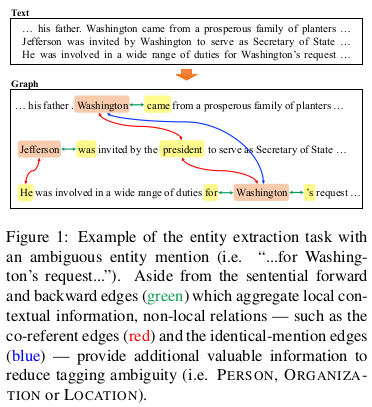 Text
... his father. Washington came from a prosperous family of planters ...
Jefferson was invited by Washington to serve as Secretary of State ...
He was involved in a wide range of duties for Washington's request ...
Graph
... his father . Washington came from a prosperous family of planters ...
Jefferson was invited by the president to serve as Secretary of State ...
He was involved in a wide range of duties for Washington 's request ...
Figure 1: Example of the entity extraction task with
an ambiguous entity mention (i.e. “...for Washing-
ton’s request...”). Aside from the sentential forward
and backward edges (green) which aggregate local con-
textual information, non-local relations — such as the
co-referent edges (red) and the identical-mention edges
(blue) — provide additional valuable information to
reduce tagging ambiguity (i.e. PERSON, ORGANIZA-
TION or LOCATION).